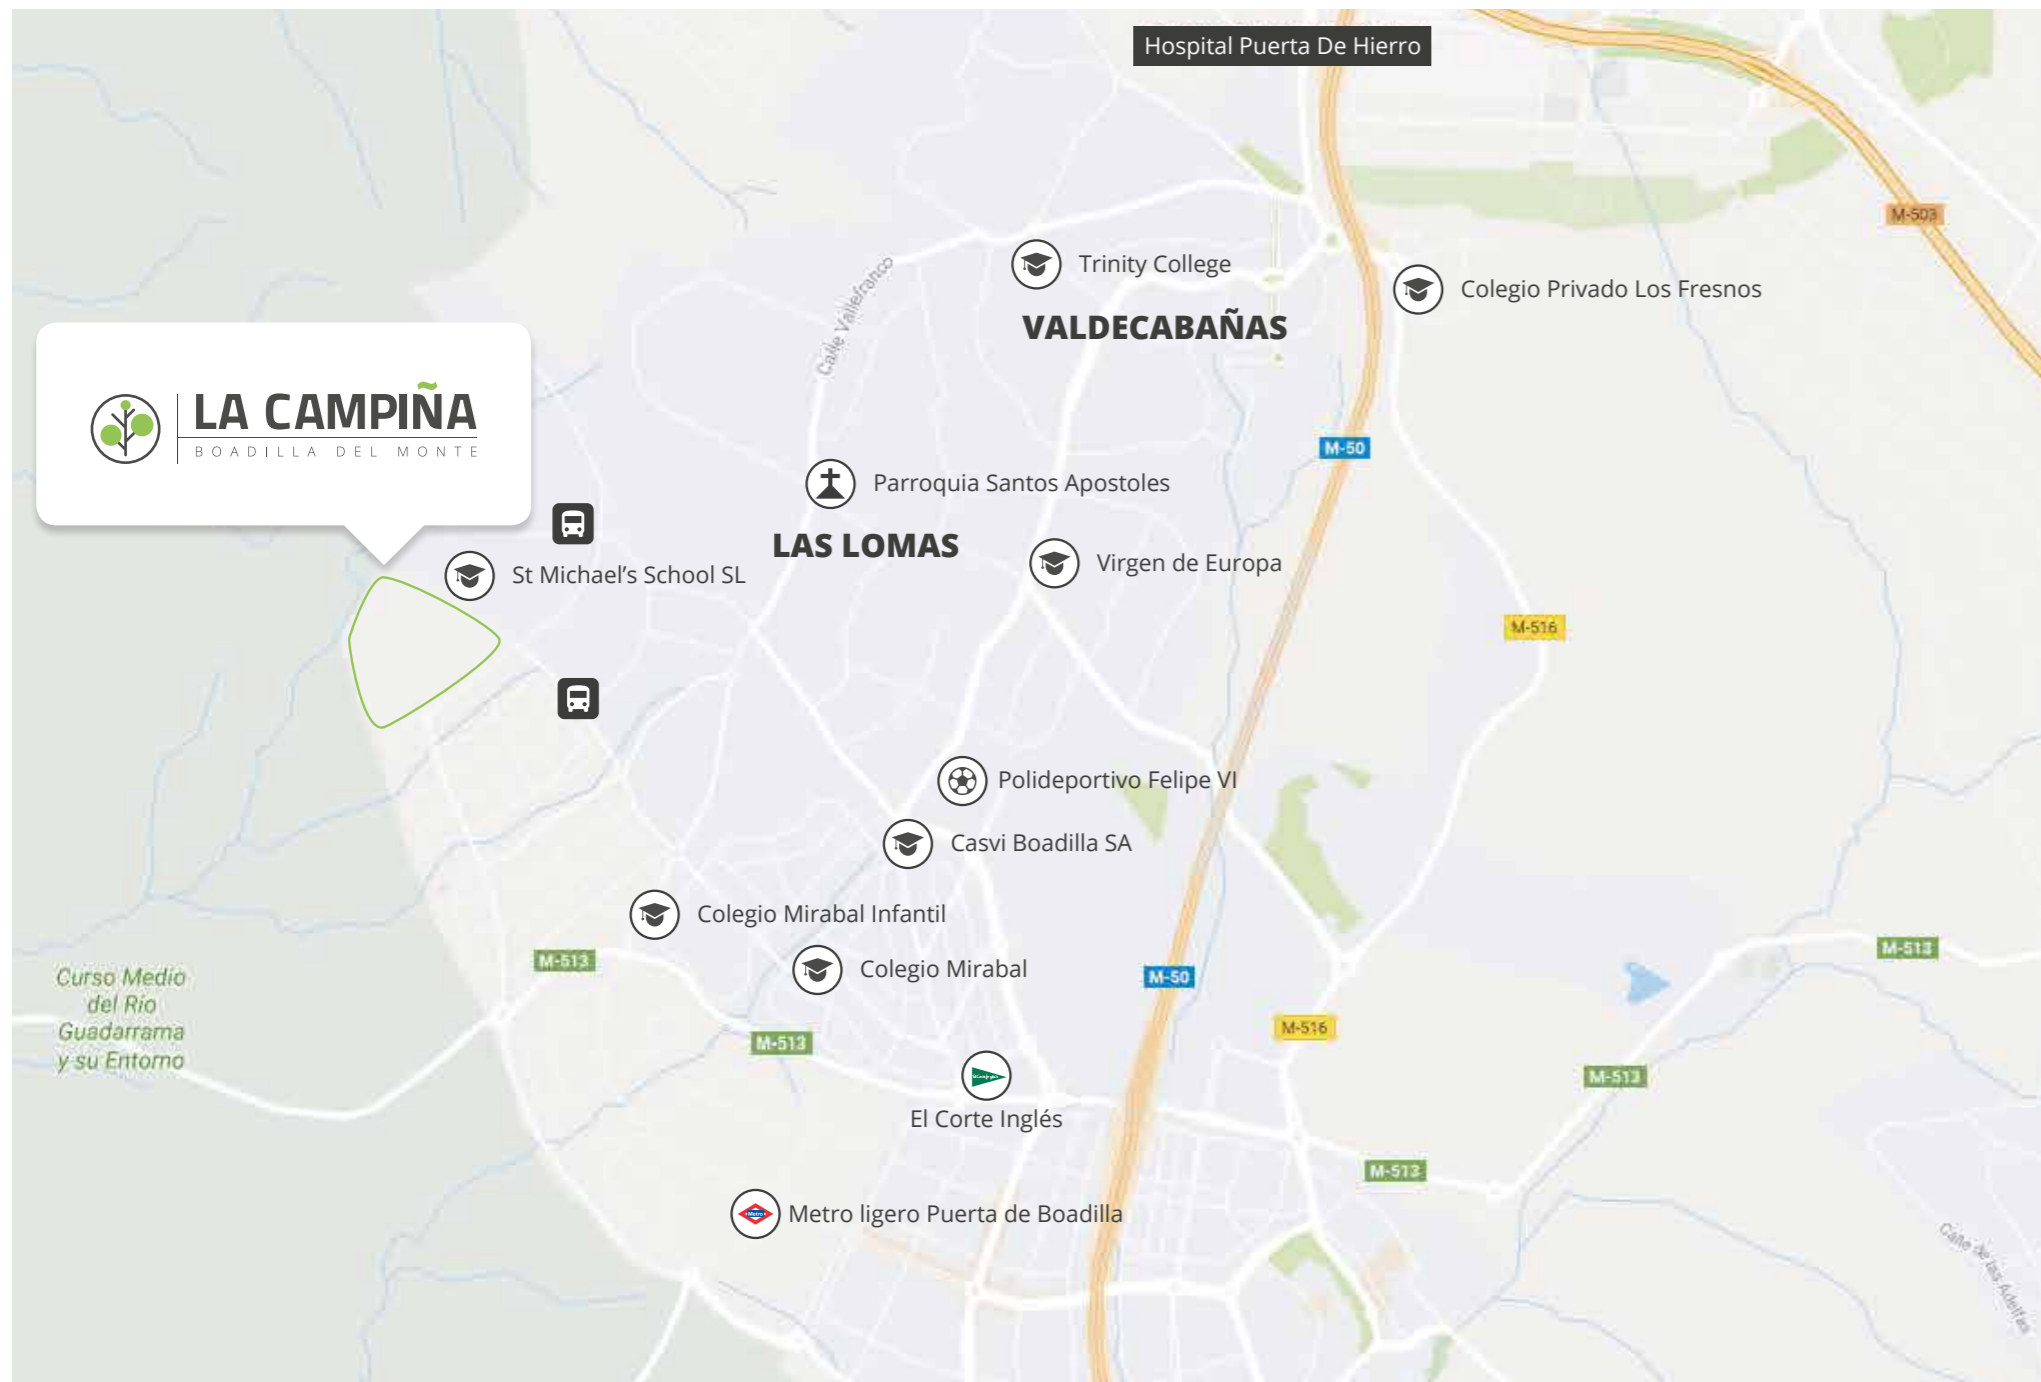 Hospital Puerta De Hierro
M-503
Trinity College
Colegio Privado Los Fresnos
Calle Vallefranco
VALDECABAÑAS
LA CAMPIÑA
BOADILLA DEL MONTE
M-50
Parroquia Santos Apostoles
LAS LOMAS
Virgen de Europa
St Michael's School SL
M-516
Polideportivo Felipe VI
Casvi Boadilla SA
Colegio Mirabal Infantil
M-513
M-513
Colegio Mirabal
M-50
Curso Medio
del Río
Guadarrama
y su Entorno
M-516
M-513
M-513
El Corte Inglés
M-513
Metro
Metro ligero Puerta de Boadilla
Calle de las Adelfas